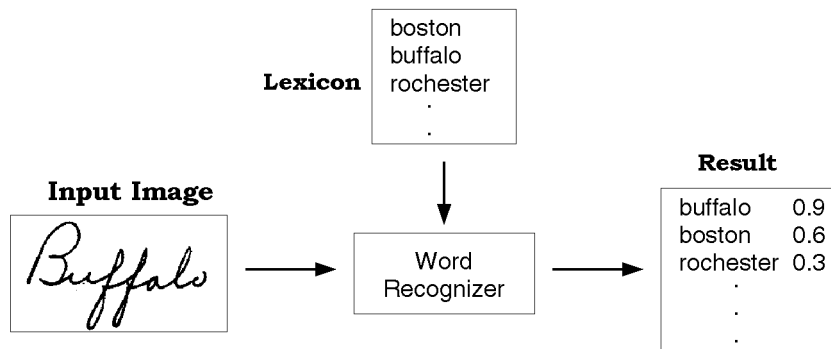 boston
buffalo
Lexicon rochester
.
.
Result
Input Image
buffalo 0.9
boston 0.6
rochester 0.3
.
.
.
Buffalo
Word
Recognizer